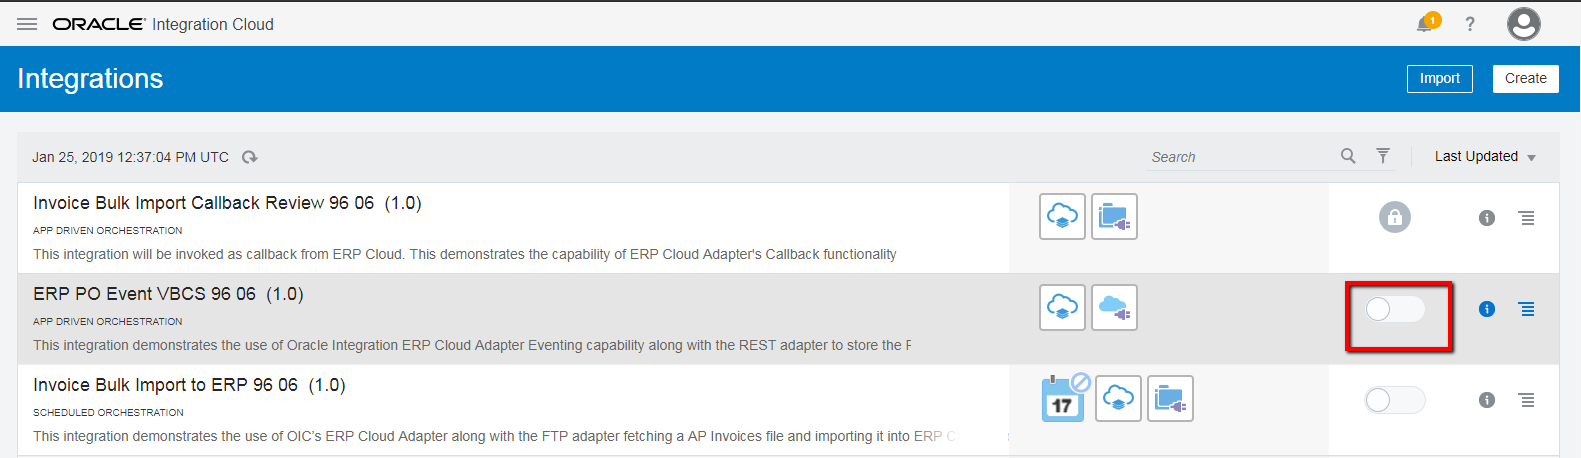 ORACLE Integration Cloud
1
?
Integrations
Import
Create
Jan 25, 2019 12:37:04 PM UTC
Search
Last Updated
Invoice Bulk Import Callback Review 96 06 (1.0)
APP DRIVEN ORCHESTRATION
This integration will be invoked as callback from ERP Cloud. This demonstrates the capability of ERP Cloud Adapter's Callback functionality
ERP PO Event VBCS 96 06 (1.0)
APP DRIVEN ORCHESTRATION
This integration demonstrates the use of Oracle Integration ERP Cloud Adapter Eventing capability along with the REST adapter to store the
Invoice Bulk Import to ERP 96 06 (1.0)
17
SCHEDULED ORCHESTRATION
This integration demonstrates the use of OIC's ERP Cloud Adapter along with the FTP adapter fetching a AP Invoices file and importing it into ERP